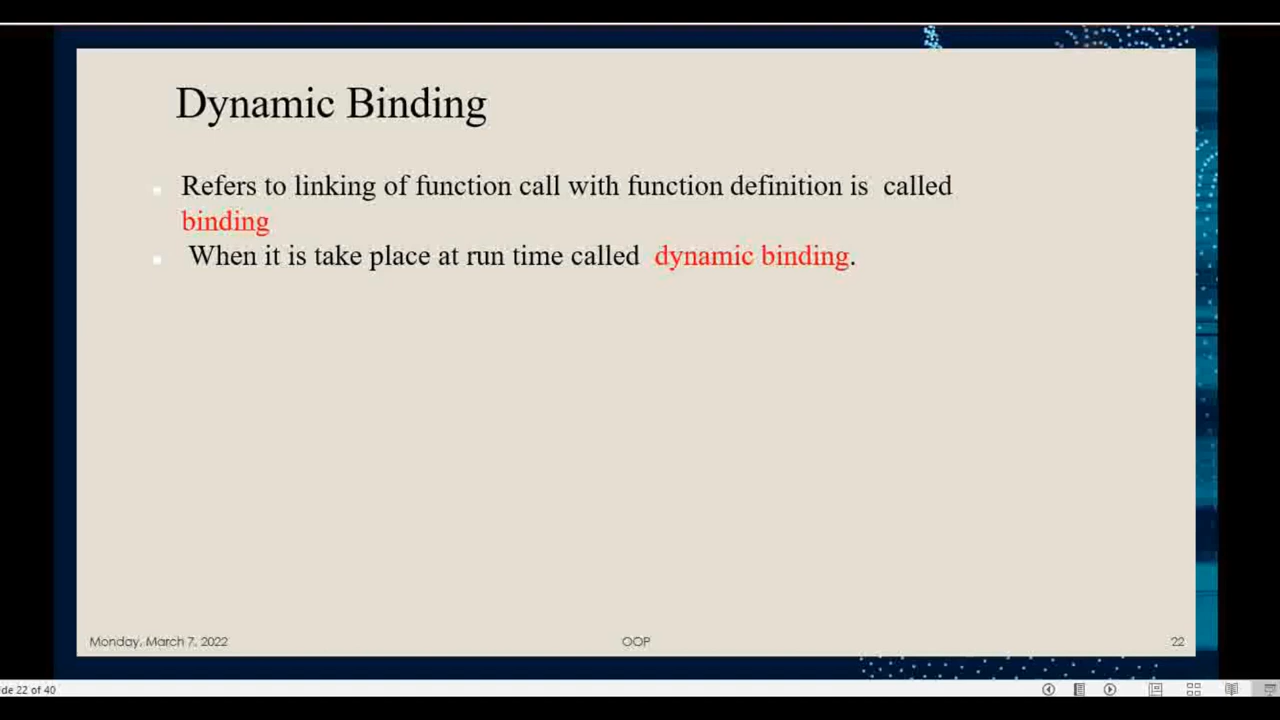 Dynamic Binding
Refers to linking of function call with function definition is called
binding
When it is take place at run time called dynamic binding.
Monday, March 7, 2022
OOP
22
de 22 of 40